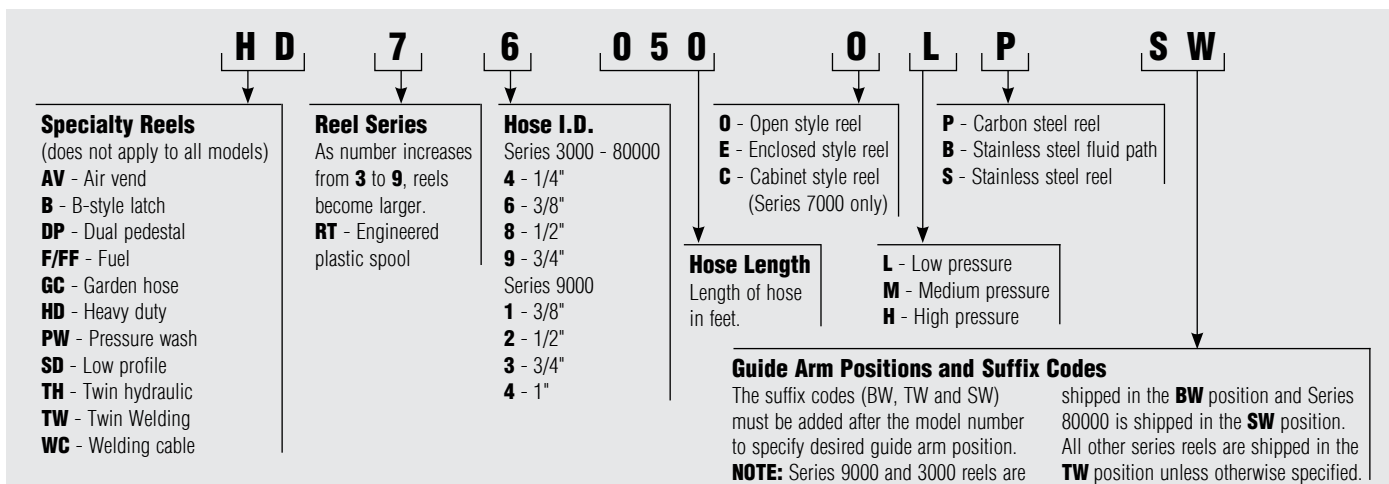 H D 7 6 0 5 0 O L P S W
Specialty Reels
(does not apply to all models)
AV - Air vend
B - B-style latch
DP - Dual pedestal
F/FF - Fuel
GC - Garden hose
HD - Heavy duty
PW - Pressure wash
SD - Low profile
TH - Twin hydraulic
TW - Twin Welding
WC - Welding cable
Reel Series
As number increases
from 3 to 9, reels
become larger.
RT - Engineered
plastic spool
Hose I.D.
Series 3000 - 80000
4 - 1/4"
6 - 3/8"
8 - 1/2"
9 - 3/4"
Series 9000
1 - 3/8"
2 - 1/2"
3 - 3/4"
4 - 1"
Hose Length
Length of hose
in feet.
O - Open style reel
E - Enclosed style reel
C - Cabinet style reel
(Series 7000 only)
L - Low pressure
M - Medium pressure
H - High pressure
P - Carbon steel reel
B - Stainless steel fluid path
S - Stainless steel reel
Guide Arm Positions and Suffix Codes
The suffix codes (BW, TW and SW)
must be added after the model number
to specify desired guide arm position.
NOTE: Series 9000 and 3000 reels are
shipped in the BW position and Series
80000 is shipped in the SW position.
All other series reels are shipped in the
TW position unless otherwise specified.